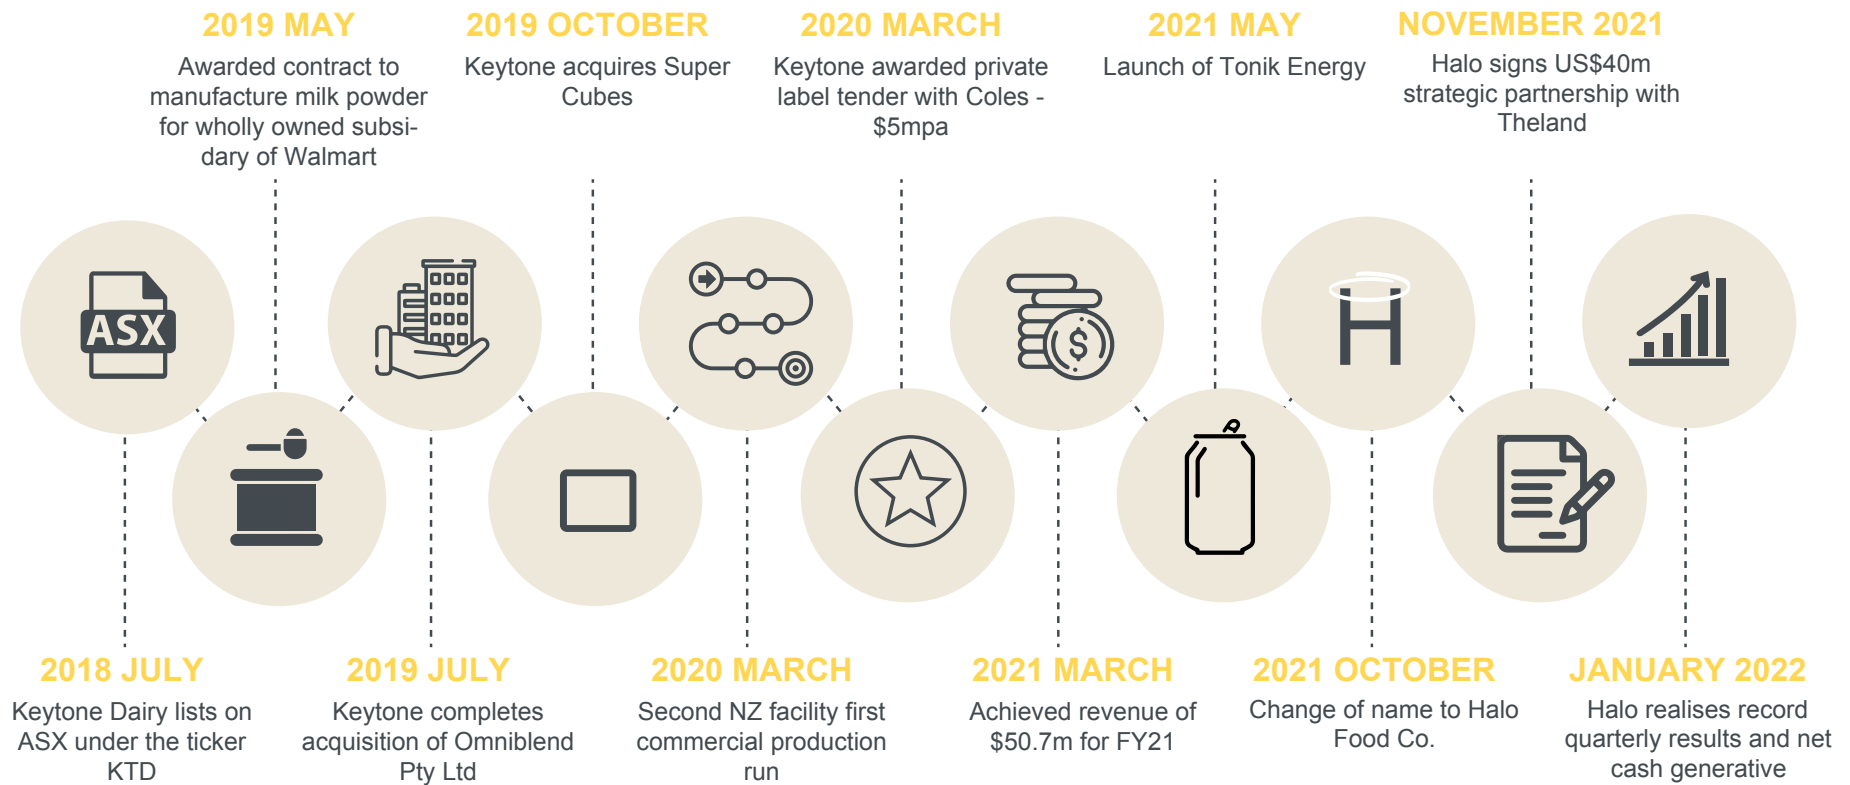 2019 MAY
Awarded contract to
manufacture milk powder
for wholly owned subsi-
dary of Walmart
2019 OCTOBER
Keytone acquires Super
Cubes
2020 MARCH
Keytone awarded private
label tender with Coles -
$5mpa
2021 MAY
Launch of Tonik Energy
NOVEMBER 2021
Halo signs US$40m
strategic partnership with
Theland
ASX
$
H
2018 JULY
Keytone Dairy lists on
ASX under the ticker
KTD
2019 JULY
Keytone completes
acquisition of Omniblend
Pty Ltd
2020 MARCH
Second NZ facility first
commercial production
run
2021 MARCH
Achieved revenue of
$50.7m for FY21
2021 OCTOBER
Change of name to Halo
Food Co.
JANUARY 2022
Halo realises record
quarterly results and net
cash generative